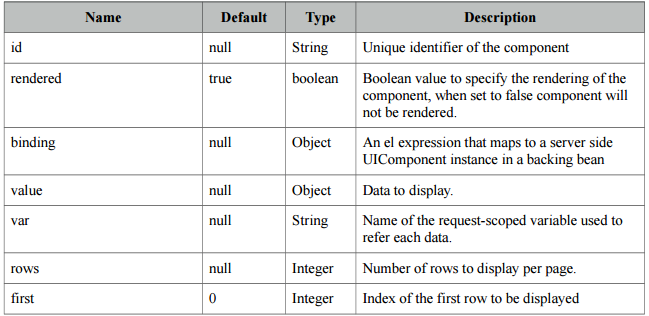 Name Default Type Description
id null String Unique identifier of the component
rendered true boolean Boolean value to specify the rendering of the
component, when set to false component will
not be rendered.
binding null Object An el expression that maps to a server side
UIComponent instance in a backing bean
value null Object Data to display.
var null String Name of the request-scoped variable used to
refer each data.
rows null Integer Number of rows to display per page.
first 0 Integer Index of the first row to be displayed